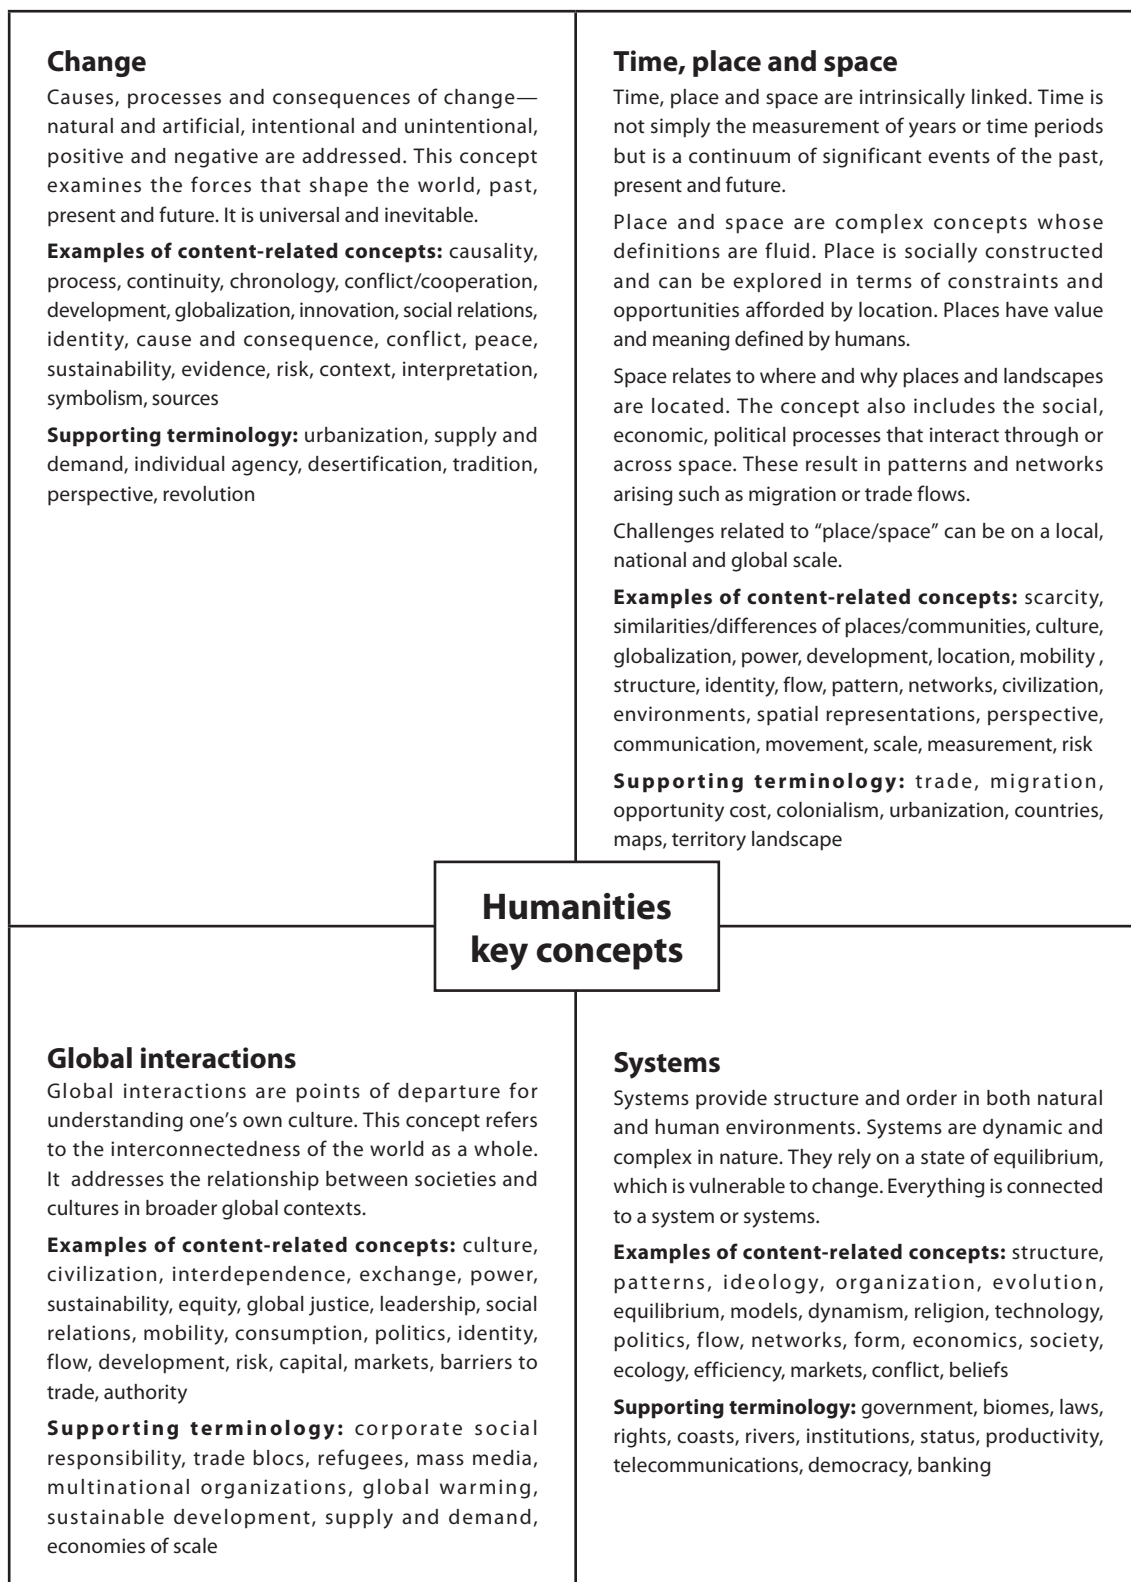 Change
Causes, processes and consequences of change—
natural and artificial, intentional and unintentional,
positive and negative are addressed. This concept
examines the forces that shape the world, past,
present and future. It is universal and inevitable.
Examples of content-related concepts: causality,
process, continuity, chronology, conflict/cooperation,
development, globalization, innovation, social relations,
identity, cause and consequence, conflict, peace,
sustainability, evidence, risk, context, interpretation,
symbolism, sources
Supporting terminology: urbanization, supply and
demand, individual agency, desertification, tradition,
perspective, revolution
Time, place and space
Time, place and space are intrinsically linked. Time is
not simply the measurement of years or time periods
but is a continuum of significant events of the past,
present and future.
Place and space are complex concepts whose
definitions are fluid. Place is socially constructed
and can be explored in terms of constraints and
opportunities afforded by location. Places have value
and meaning defined by humans.
Space relates to where and why places and landscapes
are located. The concept also includes the social,
economic, political processes that interact through or
across space. These result in patterns and networks
arising such as migration or trade flows.
Challenges related to “place/space” can be on a local,
national and global scale.
Examples of content-related concepts: scarcity,
similarities/differences of places/communities, culture,
globalization, power, development, location, mobility ,
structure, identity, flow, pattern, networks, civilization,
environments, spatial representations, perspective,
communication, movement, scale, measurement, risk
Supporting terminology: trade, migration,
opportunity cost, colonialism, urbanization, countries,
maps, territory landscape
Humanities
key concepts
Global interactions
Global interactions are points of departure for
understanding one’s own culture. This concept refers
to the interconnectedness of the world as a whole.
It addresses the relationship between societies and
cultures in broader global contexts.
Examples of content-related concepts: culture,
civilization, interdependence, exchange, power,
sustainability, equity, global justice, leadership, social
relations, mobility, consumption, politics, identity,
flow, development, risk, capital, markets, barriers to
trade, authority
Supporting terminology: corporate social
responsibility, trade blocs, refugees, mass media,
multinational organizations, global warming,
sustainable development, supply and demand,
economies of scale
Systems
Systems provide structure and order in both natural
and human environments. Systems are dynamic and
complex in nature. They rely on a state of equilibrium,
which is vulnerable to change. Everything is connected
to a system or systems.
Examples of content-related concepts: structure,
patterns, ideology, organization, evolution,
equilibrium, models, dynamism, religion, technology,
politics, flow, networks, form, economics, society,
ecology, efficiency, markets, conflict, beliefs
Supporting terminology: government, biomes, laws,
rights, coasts, rivers, institutions, status, productivity,
telecommunications, democracy, banking